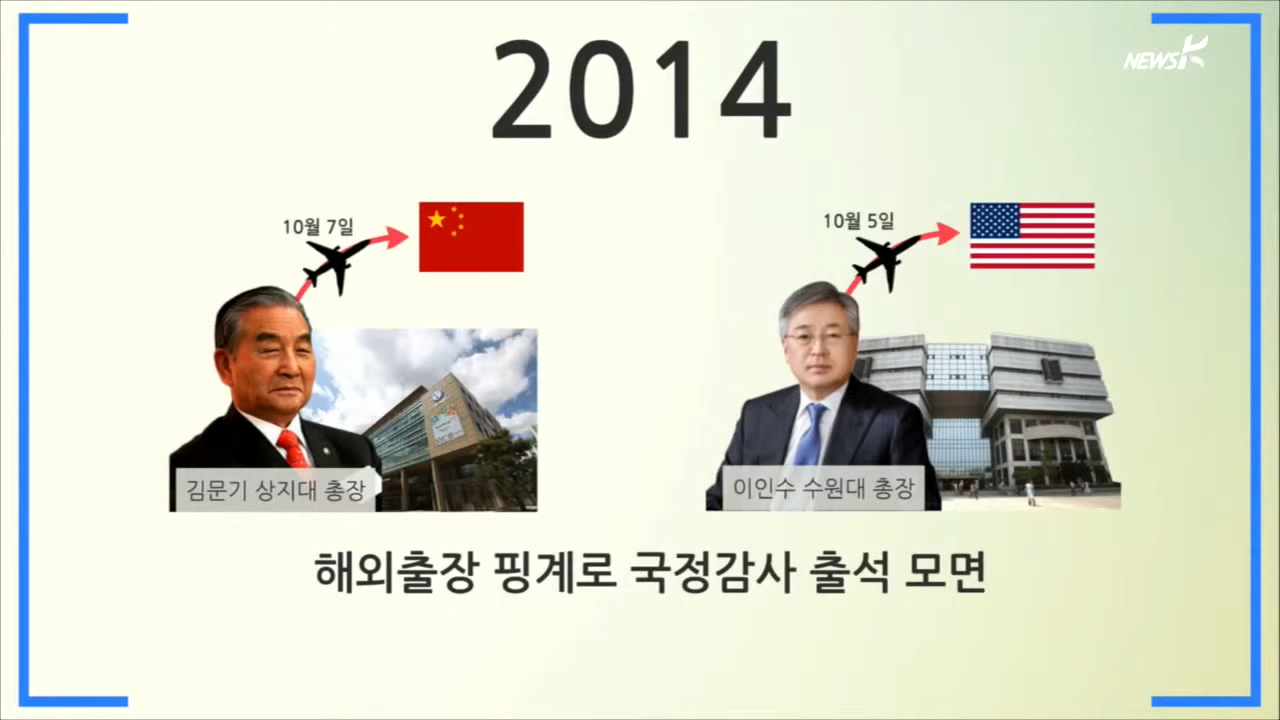 2014
NEWSK
10월 7일
10월 5일
김문기 상지대 총장
이인수 수원대 총장
해외출장 핑계로 국정감사 출석 모면